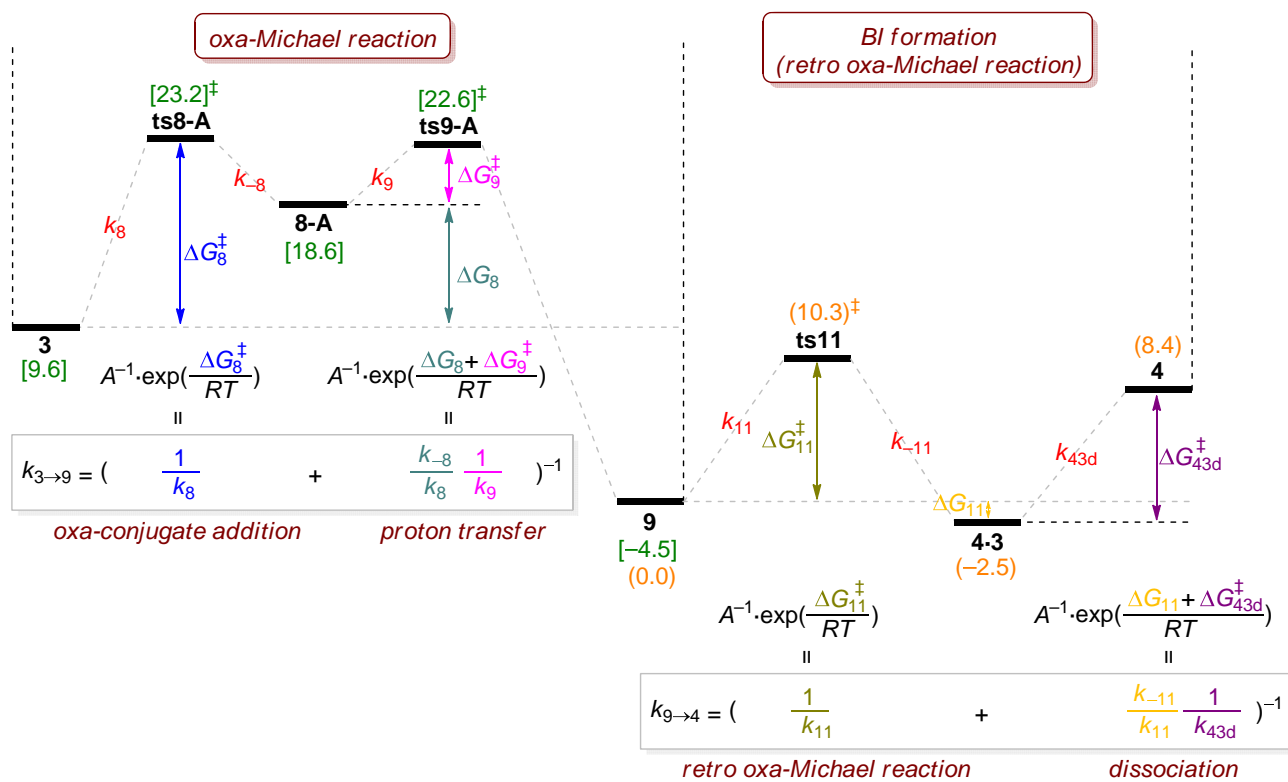 oxa-Michael reaction
BI formation
(retro oxa-Michael reaction)
[23.2]‡
ts8-A
[22.6]‡
ts9-A
k₋₈
k₉
ΔG₉‡
8-A
[18.6]
k₈
ΔG₈‡
ΔG₈
3
[9.6]
(10.3)‡
ts11
(8.4)
4
A⁻¹·exp(ΔG₈‡/RT)
A⁻¹·exp(ΔG₈+ ΔG₉‡/RT)
=
=
k₁₁
ΔG₁₁‡
k₋₁₁
k₄₃d
ΔG₄₃d‡
k₃→₉ = ( 1/k₈ + k₋₈/k₈ 1/k₉ )⁻¹
oxa-conjugate addition
proton transfer
ΔG₁₁
9
[−4.5]
(0.0)
4·3
(−2.5)
A⁻¹·exp(ΔG₁₁‡/RT)
A⁻¹·exp(ΔG₁₁+ ΔG₄₃d‡/RT)
=
=
k₉→₄ = ( 1/k₁₁ + k₋₁₁/k₁₁ 1/k₄₃d )⁻¹
retro oxa-Michael reaction
dissociation